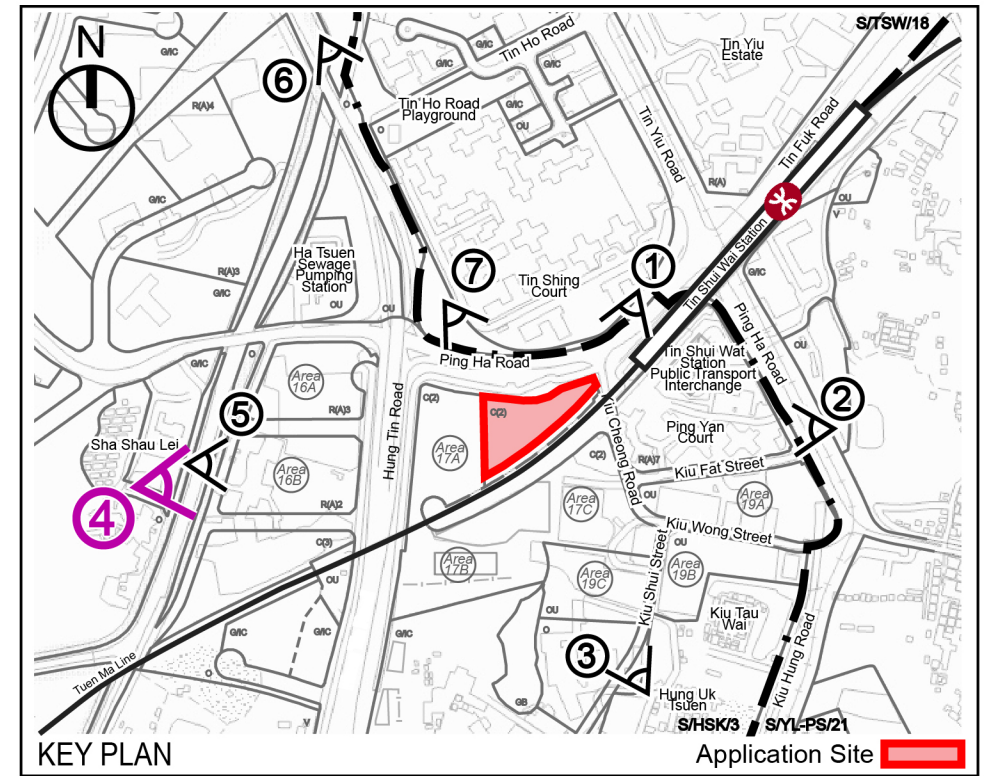 S/TSW/18
N
G/IC
Tin Ho Road
G/IC
Tin Yiu
Estate
6
R(A)4
Tin Ho Road
Playground
G/IC
OU
Tin Yiu Road
Tin Fuk Road
R(A)
OU
V
G/IC
Ha Tsuen
Sewage
Pumping
Station
OU
R(A)3
G/IC
OU
7
Tin Shing
Court
1
Tin Shui Wai Station
Ping Ha Road
Ping Ha Road
Tin Shui Wat
Station
Public Transport
Interchange
OU
G/IC
O
Area
16A
R(A)3
Hung Tin Road
C(2)
C(2)
Area
17A
Kiu Cheong Road
Ping Yan
Court
C(2)
R(A)7
Kiu Fat Street
OU
2
5
Sha Shau Lei
4
O
Area
16B
R(A)2
Area
17C
Area
19A
Kiu Wong Street
C(3)
OU
Area
17B
Area
19C
Kiu Shui Street
OU
Area
19B
OU
O
Kiu Tau
Wai
G/IC
G/IC
G/IC
Tuen Ma Line
3
Kiu Hung Road
Hung Uk
Tsuen
GB
V
S/HSK/3
S/YL-PS/21
KEY PLAN
Application Site